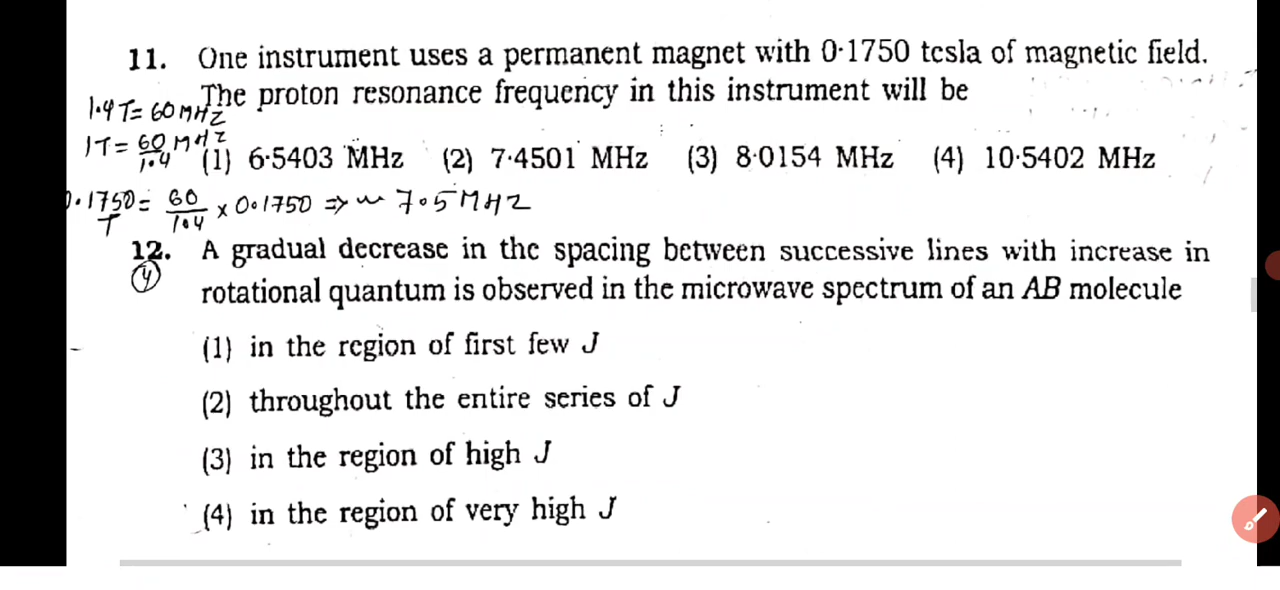 11. One instrument uses a permanent magnet with 0·1750 tesla of magnetic field.
The proton resonance frequency in this instrument will be
1.4 T = 60 MHZ
1T = 60 MHZ / 1.4
(1) 6·5403 MHz (2) 7·4501 MHz (3) 8·0154 MHz (4) 10·5402 MHz
0.1750 T = 60 / 1.4 x 0.1750 ⇒ ~ 7.5 MHZ
12. A gradual decrease in the spacing between successive lines with increase in
(4)
rotational quantum is observed in the microwave spectrum of an AB molecule
(1) in the region of first few J
(2) throughout the entire series of J
(3) in the region of high J
(4) in the region of very high J